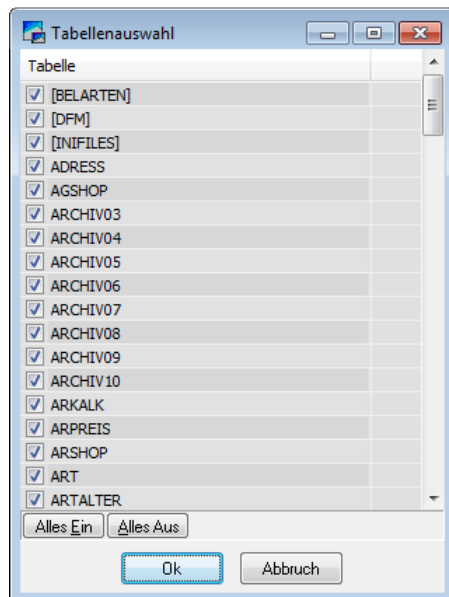 Tabellenauswahl
Tabelle
[BELARTEN]
[DFM]
[INIFILES]
ADRESS
AGSHOP
ARCHIV03
ARCHIV04
ARCHIV05
ARCHIV06
ARCHIV07
ARCHIV08
ARCHIV09
ARCHIV10
ARKALK
ARPREIS
ARSHOP
ART
ARTALTER
Alles Ein Alles Aus
Ok Abbruch